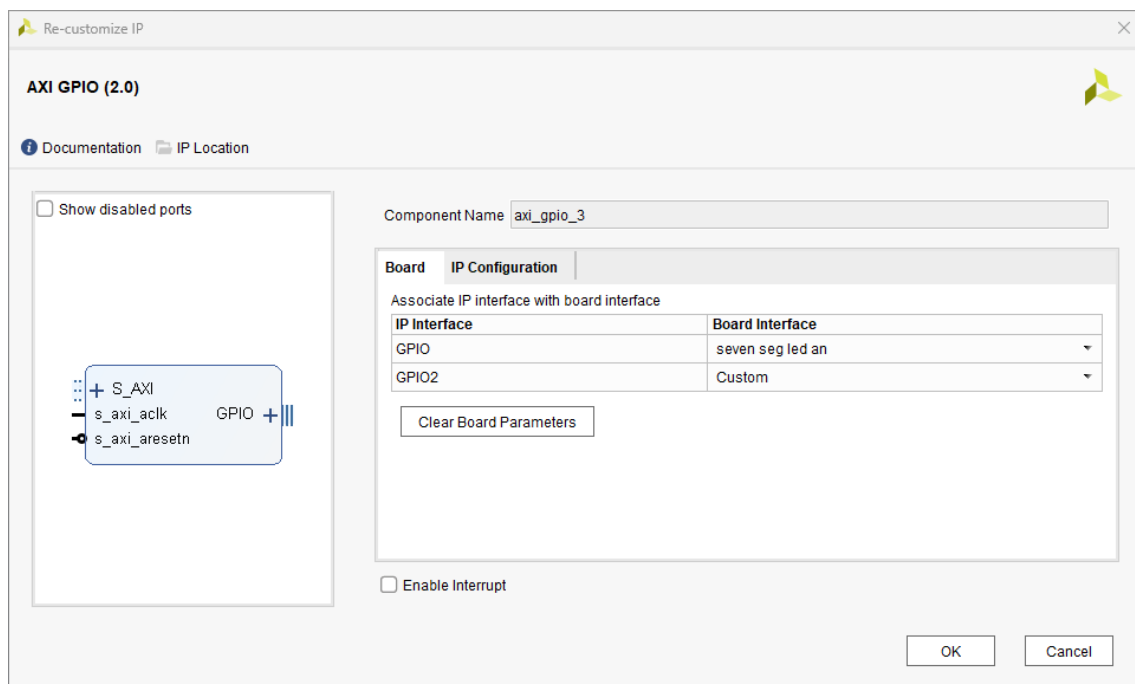 Re-customize IP
AXI GPIO (2.0)
Documentation IP Location
Show disabled ports
S_AXI
s_axi_aclk GPIO
s_axi_aresetn
Component Name axi_gpio_3
Board IP Configuration
Associate IP interface with board interface
IP Interface Board Interface
GPIO seven seg led an
GPIO2 Custom
Clear Board Parameters
Enable Interrupt
OK Cancel